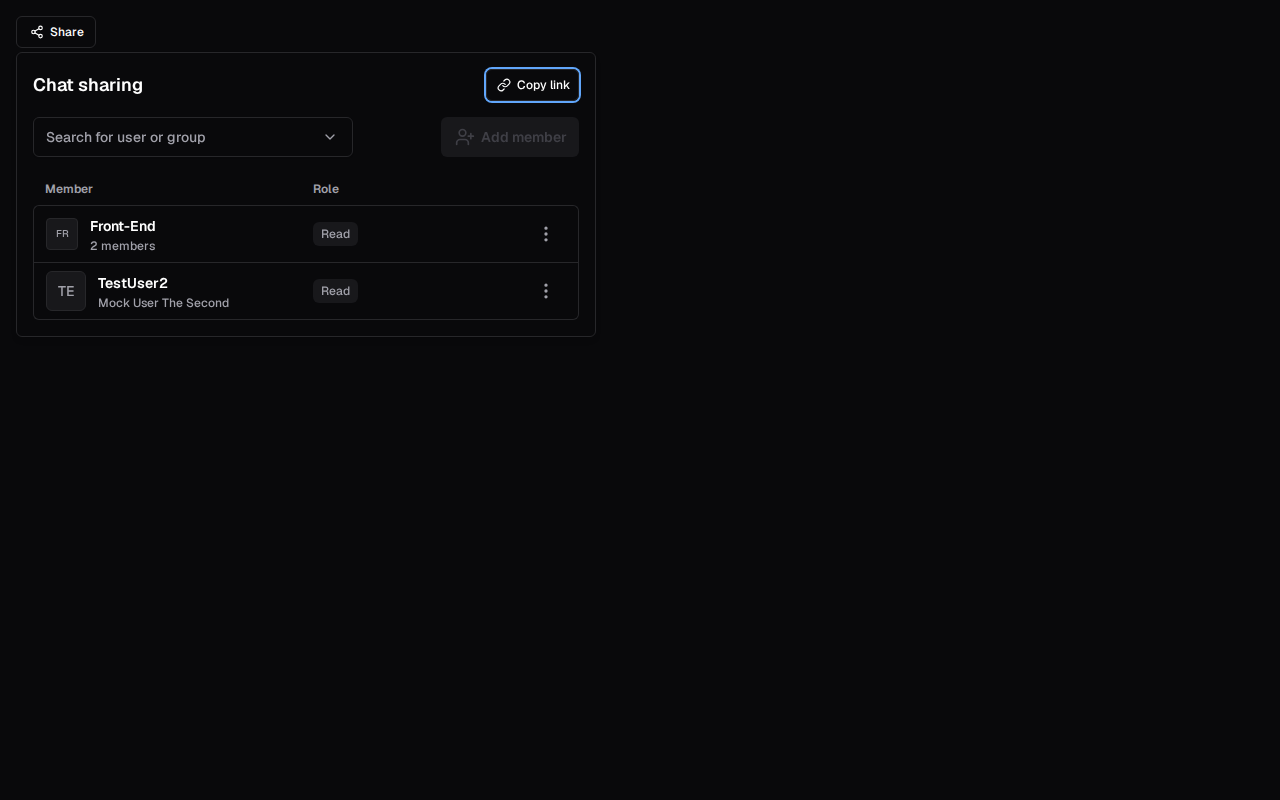 Share
Chat sharing
Copy link
Search for user or group
Add member
Member Role
FR Front-End Read
2 members
TE TestUser2 Read
Mock User The Second